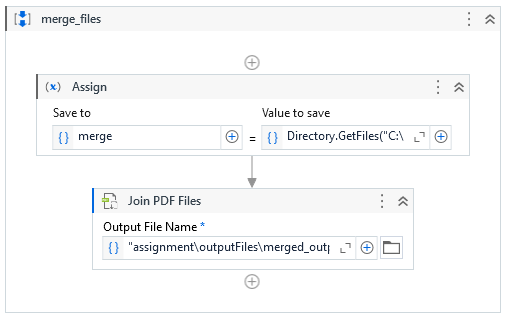 merge_files
Assign
Save to Value to save
merge = Directory.GetFiles("C:\
Join PDF Files
Output File Name *
"assignment\outputFiles\merged_outp